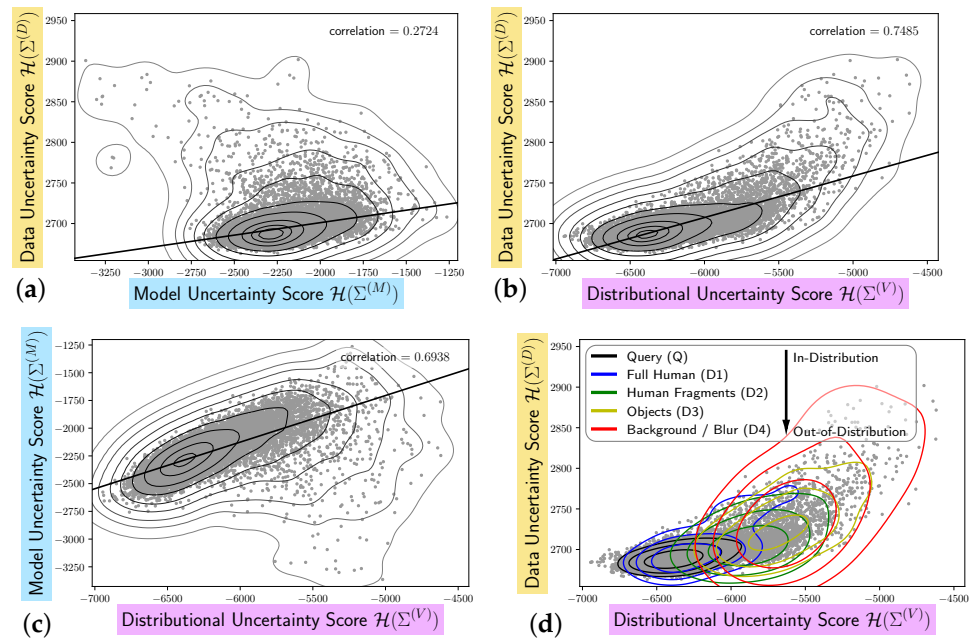 correlation = 0.2724
Data Uncertainty Score H(Σ^(D))
2950
2900
2850
2800
2750
2700
−3250 −3000 −2750 −2500 −2250 −2000 −1750 −1500 −1250
(a)
Model Uncertainty Score H(Σ^(M))
correlation = 0.7485
Data Uncertainty Score H(Σ^(D))
2950
2900
2850
2800
2750
2700
−7000 −6500 −6000 −5500 −5000 −4500
(b)
Distributional Uncertainty Score H(Σ^(V))
correlation = 0.6938
Model Uncertainty Score H(Σ^(M))
−1250
−1500
−1750
−2000
−2250
−2500
−2750
−3000
−3250
−7000 −6500 −6000 −5500 −5000 −4500
(c)
Distributional Uncertainty Score H(Σ^(V))
Data Uncertainty Score H(Σ^(D))
2950
2900
2850
2800
2750
2700
Query (Q)
Full Human (D1)
Human Fragments (D2)
Objects (D3)
Background / Blur (D4)
In-Distribution
Out-of-Distribution
−7000 −6500 −6000 −5500 −5000 −4500
(d)
Distributional Uncertainty Score H(Σ^(V))